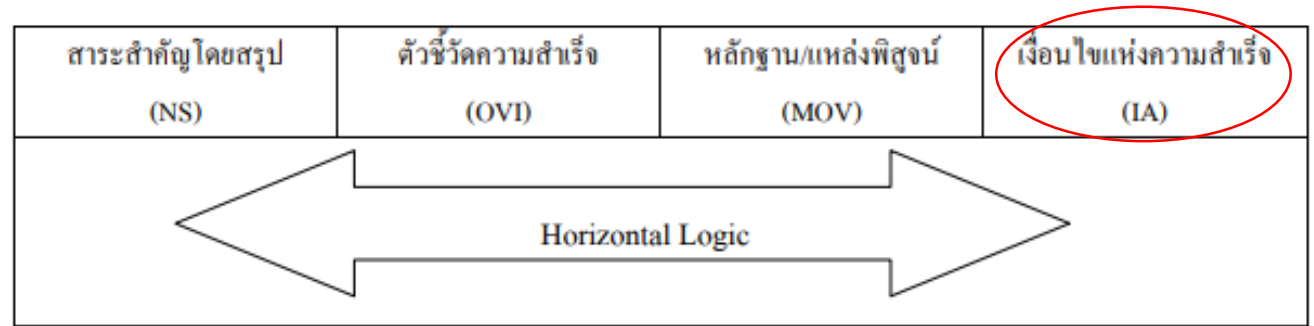 สาระสำคัญโดยสรุป
(NS)
ตัวชี้วัดความสำเร็จ
(OVI)
หลักฐาน/แหล่งพิสูจน์
(MOV)
เงื่อนไขแห่งความสำเร็จ
(IA)
Horizontal Logic